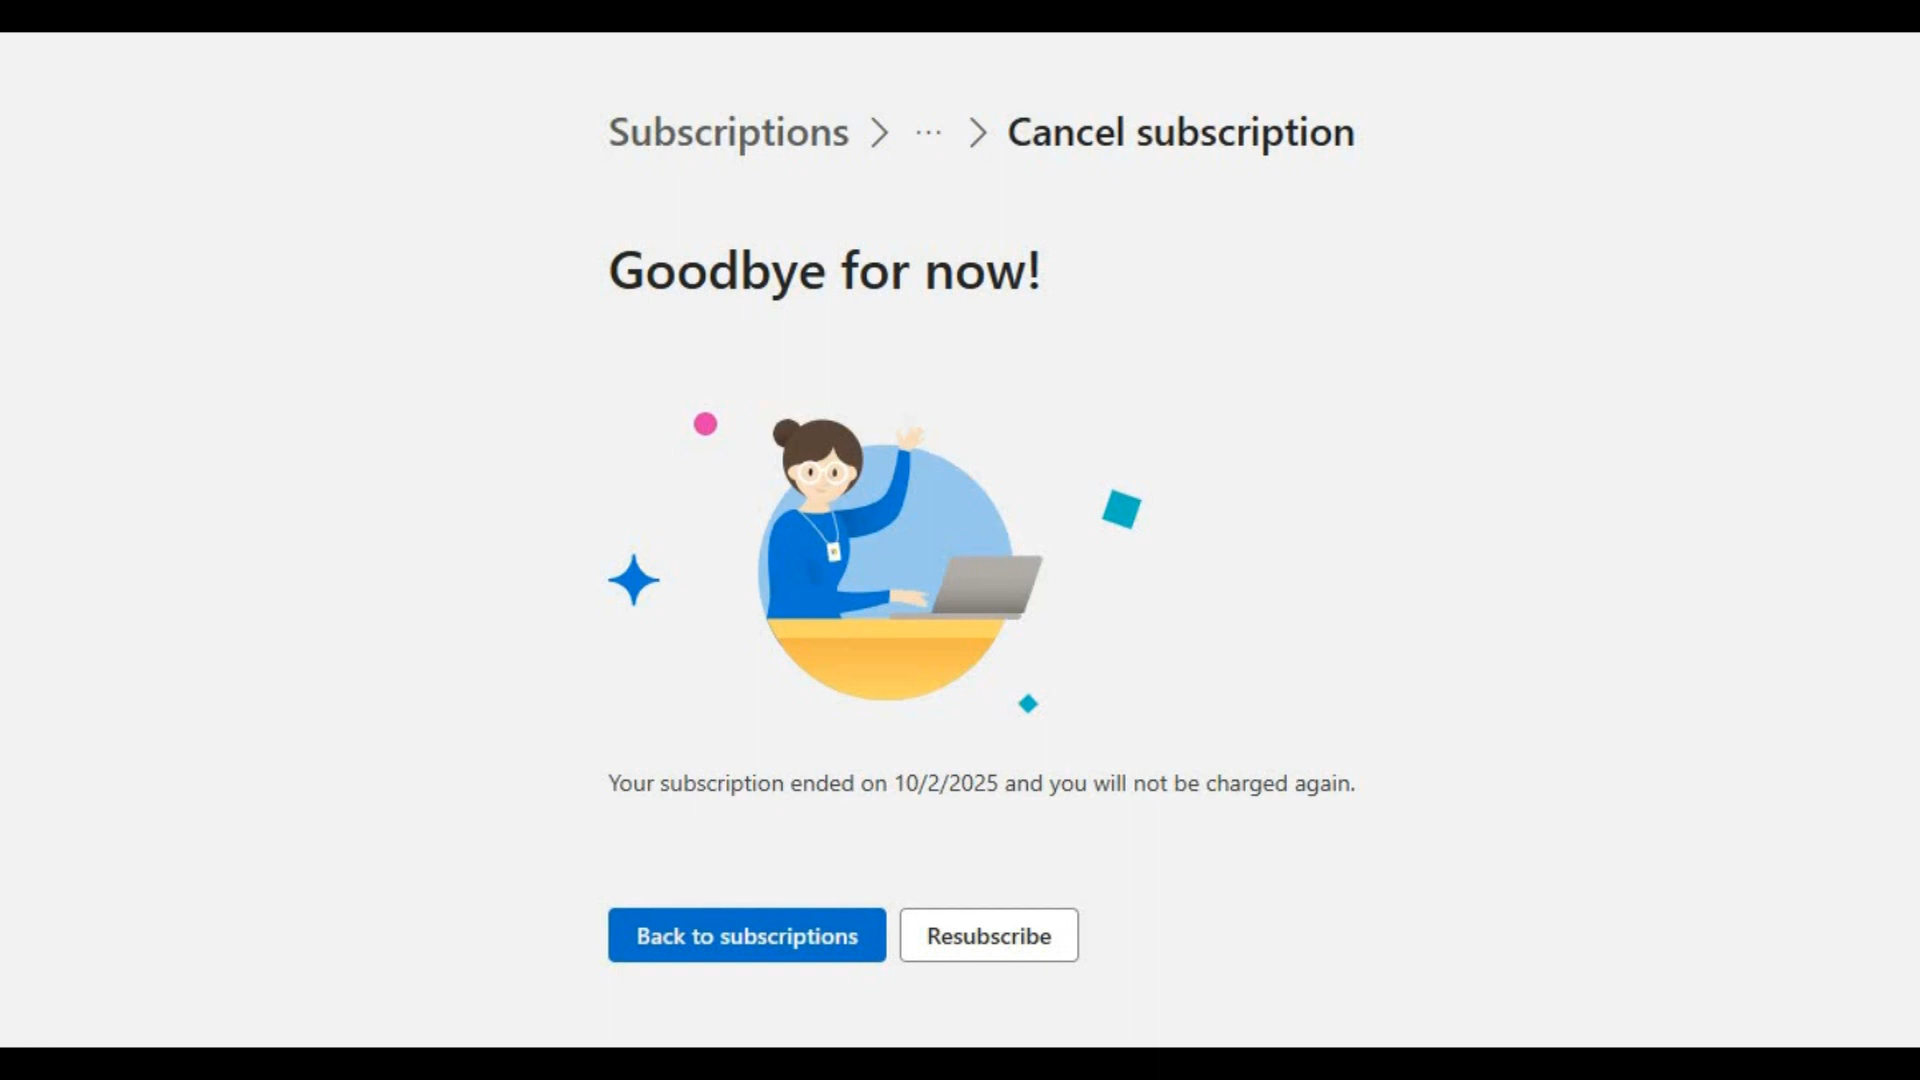 Subscriptions > ... > Cancel subscription
Goodbye for now!
Your subscription ended on 10/2/2025 and you will not be charged again.
Back to subscriptions Resubscribe